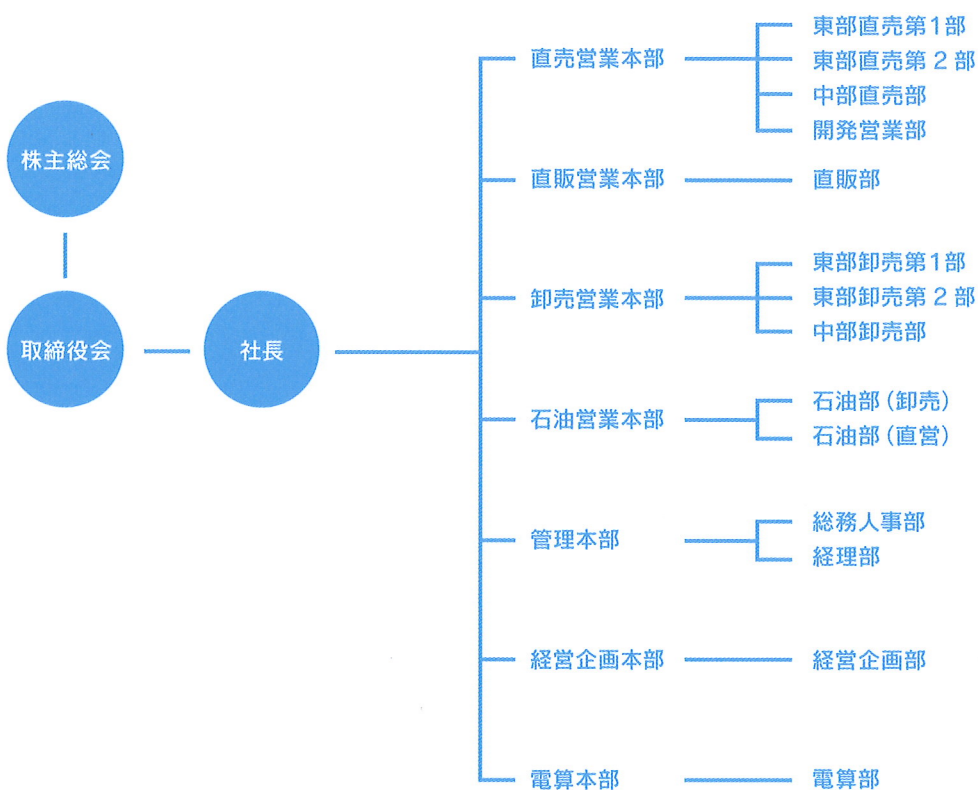 株主総会
取締役会
社長
直売営業本部
東部直売第1部
東部直売第2部
中部直売部
開発営業部
直販営業本部
直販部
卸売営業本部
東部卸売第1部
東部卸売第2部
中部卸売部
石油営業本部
石油部(卸売)
石油部(直営)
管理本部
総務人事部
経理部
経営企画本部
経営企画部
電算本部
電算部